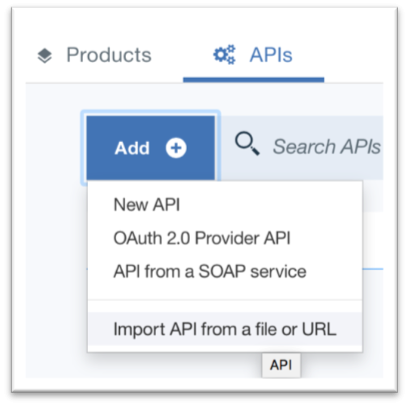 Products APIs
Add Search APIs
New API
OAuth 2.0 Provider API
API from a SOAP service
Import API from a file or URL
API